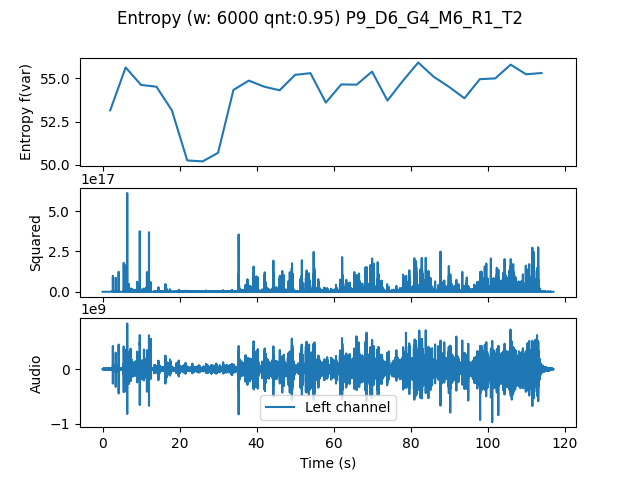 Entropy (w: 6000 qnt:0.95) P9_D6_G4_M6_R1_T2
Entropy f(var)
55.0
52.5
50.0
1e17
Squared
5.0
2.5
0.0
1e9
Audio
0
−1
Left channel
0 20 40 60 80 100 120
Time (s)